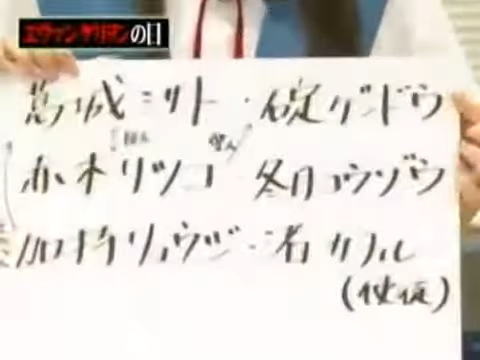 エヴァンゲリオンの日
葛城ミサト・碇ゲンドウ
赤木リツコ 冬月コウゾウ
加持リョウジ・渚カヲル
(使徒)